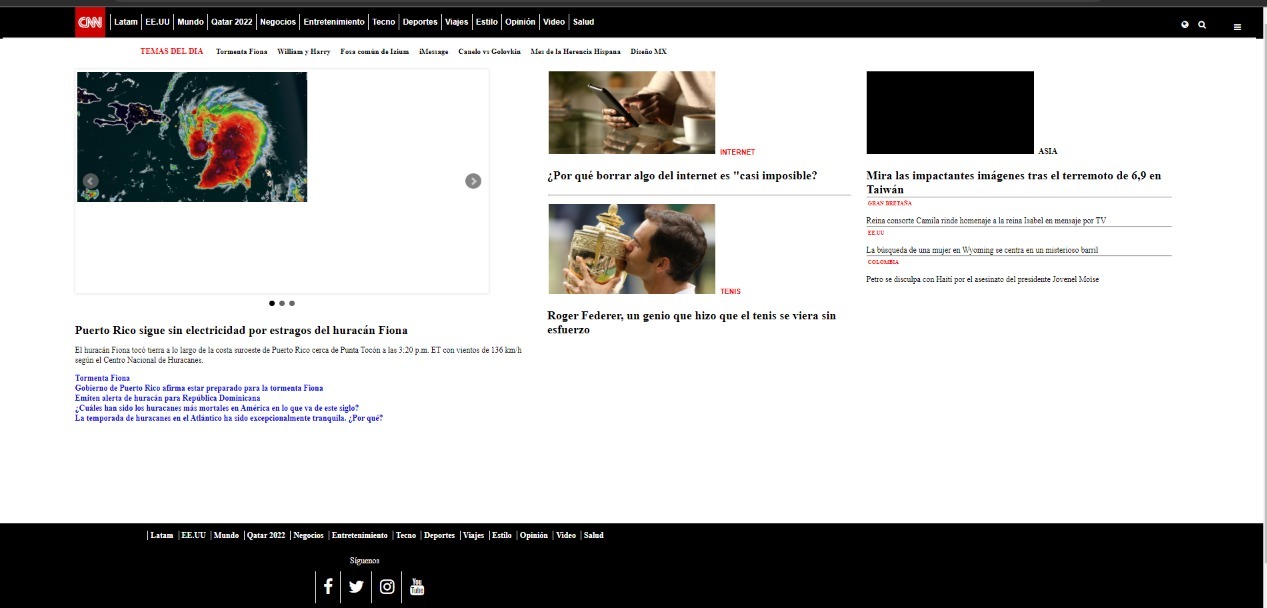 CNN Latam EE.UU Mundo Qatar 2022 Negocios Entretenimiento Tecno Deportes Viajes Estilo Opinión Video Salud
TEMAS DEL DIA Tormenta Fiona William y Harry Fosa común de Izium iMessage Canelo vs Golovkin Mes de la Herencia Hispana Diseño MX
Puerto Rico sigue sin electricidad por estragos del huracán Fiona
El huracán Fiona tocó tierra a lo largo de la costa suroeste de Puerto Rico cerca de Punta Tocón a las 3:20 p.m. ET con vientos de 136 km/h
según el Centro Nacional de Huracanes.
Tormenta Fiona
Gobierno de Puerto Rico afirma estar preparado para la tormenta Fiona
Emiten alerta de huracán para República Dominicana
¿Cuáles han sido los huracanes más mortales en América en lo que va de este siglo?
La temporada de huracanes en el Atlántico ha sido excepcionalmente tranquila. ¿Por qué?
INTERNET
¿Por qué borrar algo del internet es "casi imposible?
TENIS
Roger Federer, un genio que hizo que el tenis se viera sin
esfuerzo
ASIA
Mira las impactantes imágenes tras el terremoto de 6,9 en
Taiwán
GRAN BRETAÑA
Reina consorte Camila rinde homenaje a la reina Isabel en mensaje por TV
EE.UU
La búsqueda de una mujer en Wyoming se centra en un misterioso barril
COLOMBIA
Petro se disculpa con Haití por el asesinato del presidente Jovenel Moïse
Latam EE.UU Mundo Qatar 2022 Negocios Entretenimiento Tecno Deportes Viajes Estilo Opinión Video Salud
Síguenos
You Tube